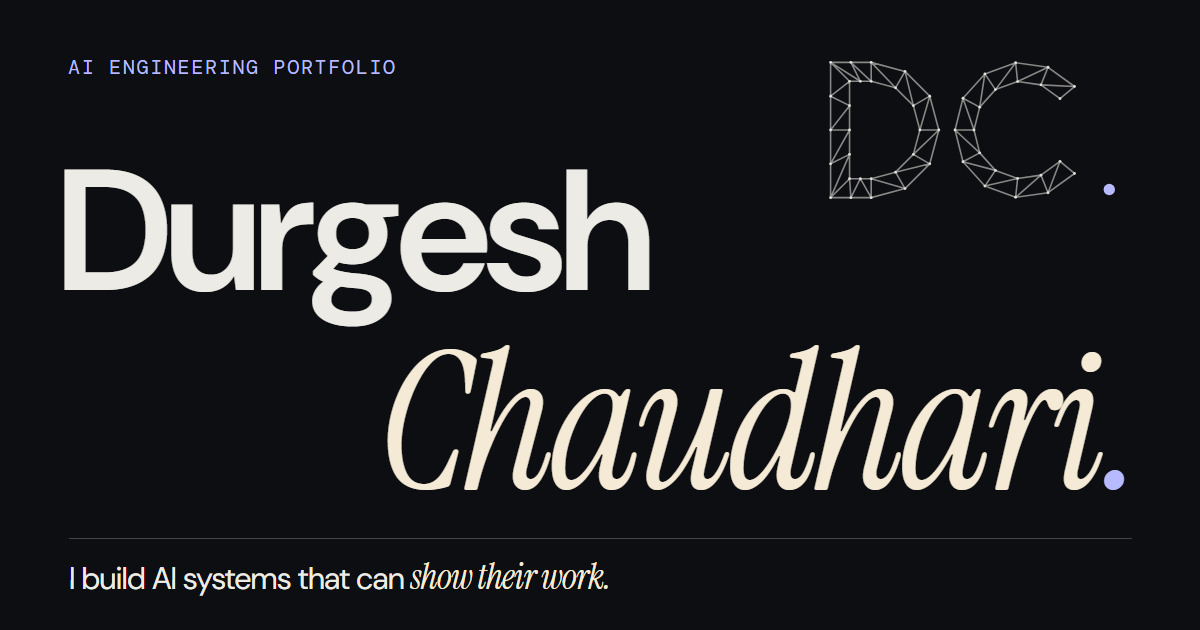 AI ENGINEERING PORTFOLIO
DC.
Durgesh
Chaudhari.
I build AI systems that can show their work.